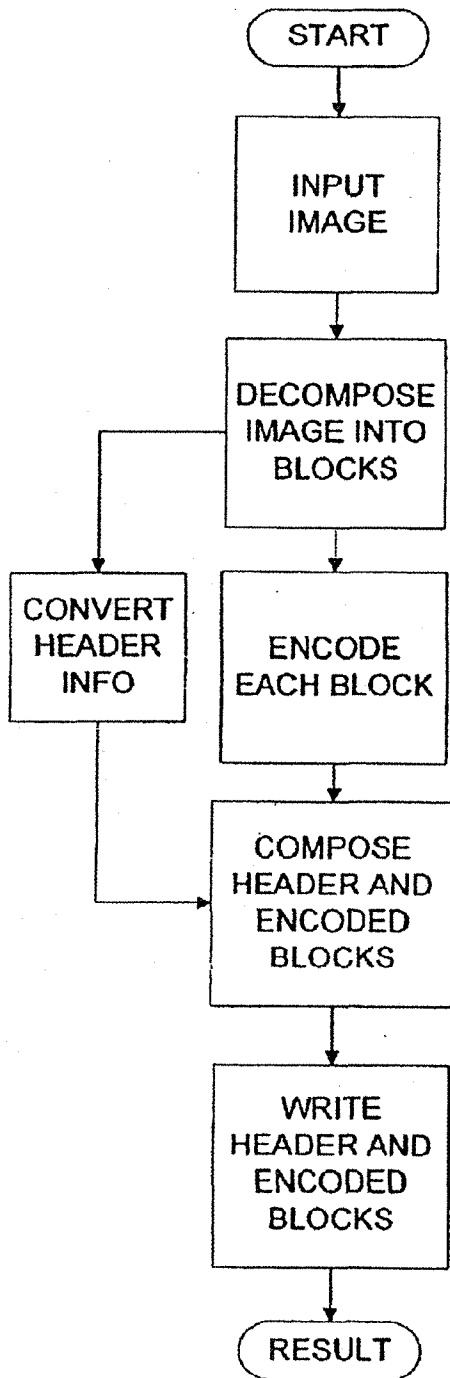 START
INPUT
IMAGE
DECOMPOSE
IMAGE INTO
BLOCKS
CONVERT
HEADER
INFO
ENCODE
EACH BLOCK
COMPOSE
HEADER AND
ENCODED
BLOCKS
WRITE
HEADER AND
ENCODED
BLOCKS
RESULT